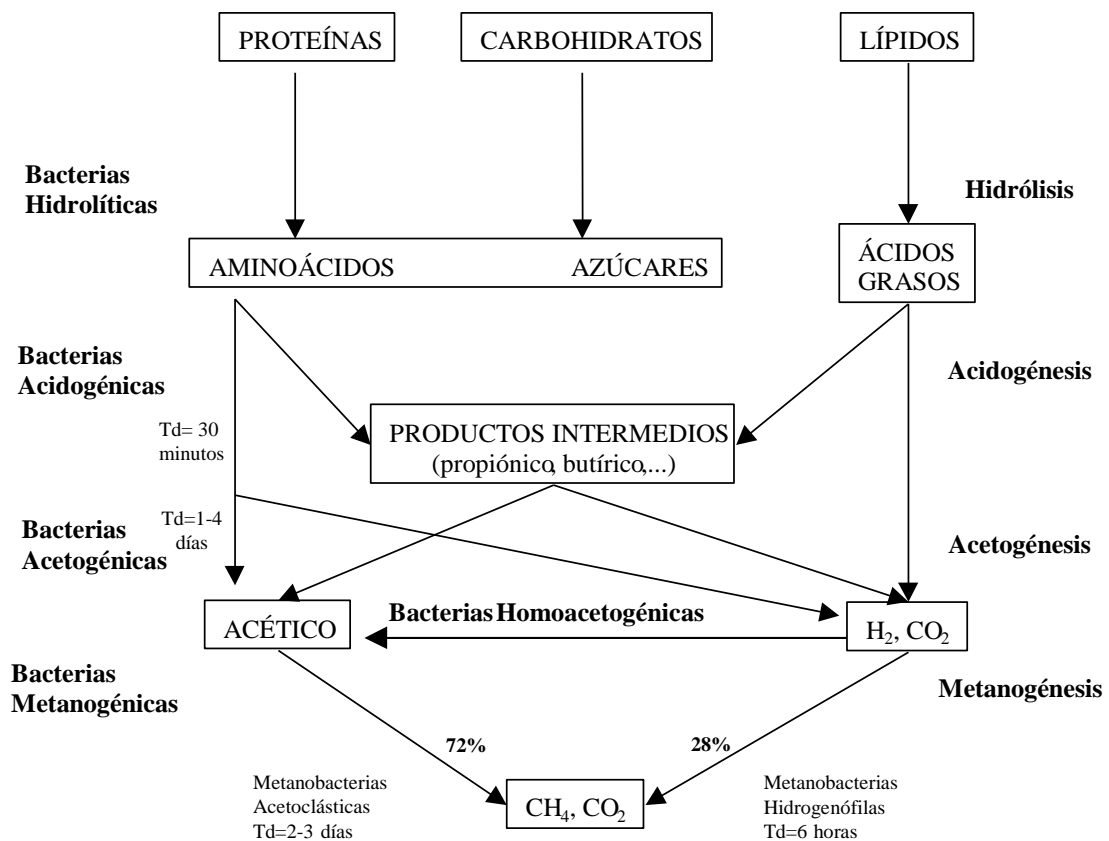 PROTEÍNAS
CARBOHIDRATOS
LÍPIDOS
Bacterias
Hidrolíticas
Hidrólisis
AMINOÁCIDOS
AZÚCARES
ÁCIDOS
GRASOS
Bacterias
Acidogénicas
Acidogénesis
Td= 30
minutos
PRODUCTOS INTERMEDIOS
(propiónico, butírico,...)
Bacterias
Acetogénicas
Td=1-4
días
Acetogénesis
Bacterias Homoacetogénicas
ACÉTICO
H₂, CO₂
Bacterias
Metanogénicas
Metanogénesis
72%
28%
Metanobacterias
Acetoclásticas
Td=2-3 días
CH₄, CO₂
Metanobacterias
Hidrogenófilas
Td=6 horas